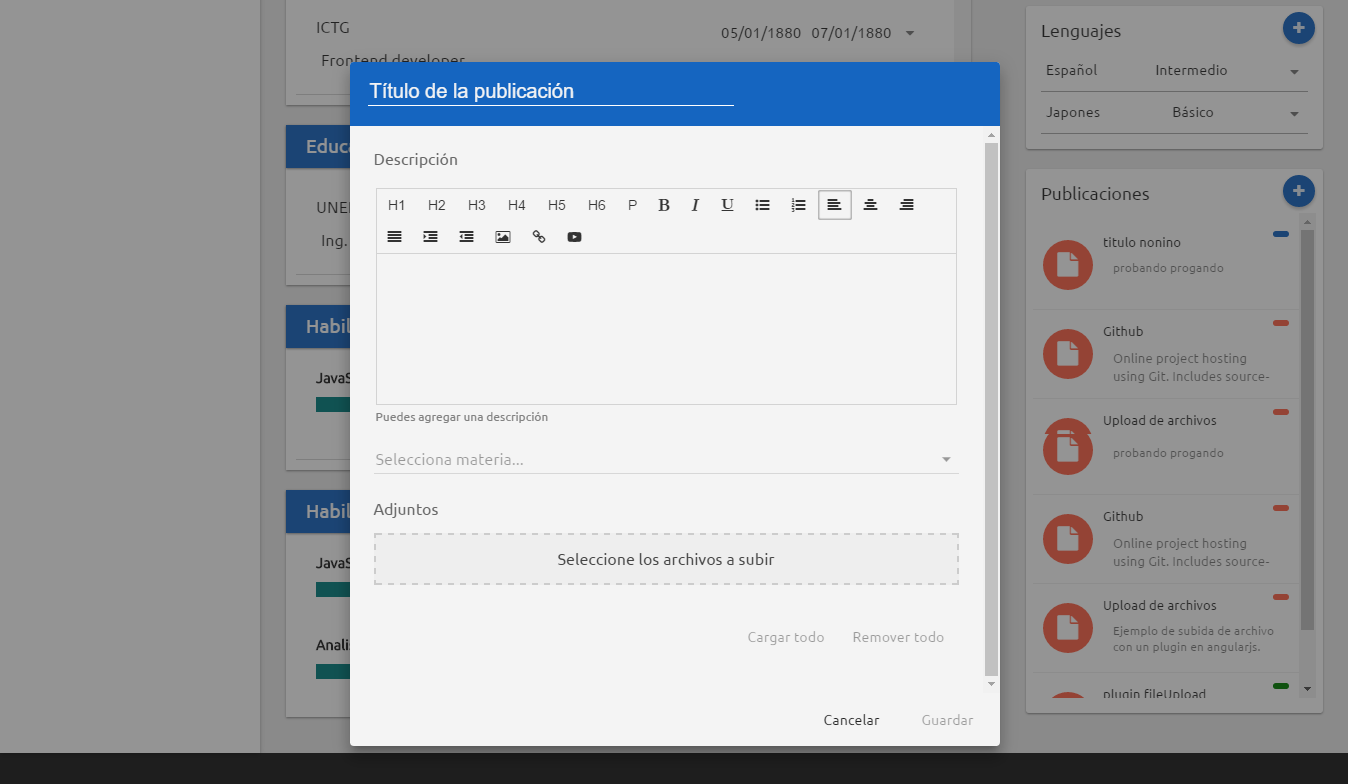 ICTG
05/01/1880 07/01/1880
Frontend developer
Educ
UNE
Ing.
Habil
JavaS
Habil
JavaS
Anali
Título de la publicación
Descripción
H1 H2 H3 H4 H5 H6 P B I U
Puedes agregar una descripción
Selecciona materia...
Adjuntos
Seleccione los archivos a subir
Cargar todo Remover todo
Cancelar Guardar
Lenguajes
Español Intermedio
Japones Básico
Publicaciones
titulo nonino
probando progando
Github
Online project hosting
using Git. Includes source-
Upload de archivos
probando progando
Github
Online project hosting
using Git. Includes source-
Upload de archivos
Ejemplo de subida de archivo
con un plugin en angularjs.
plugin fileUpload